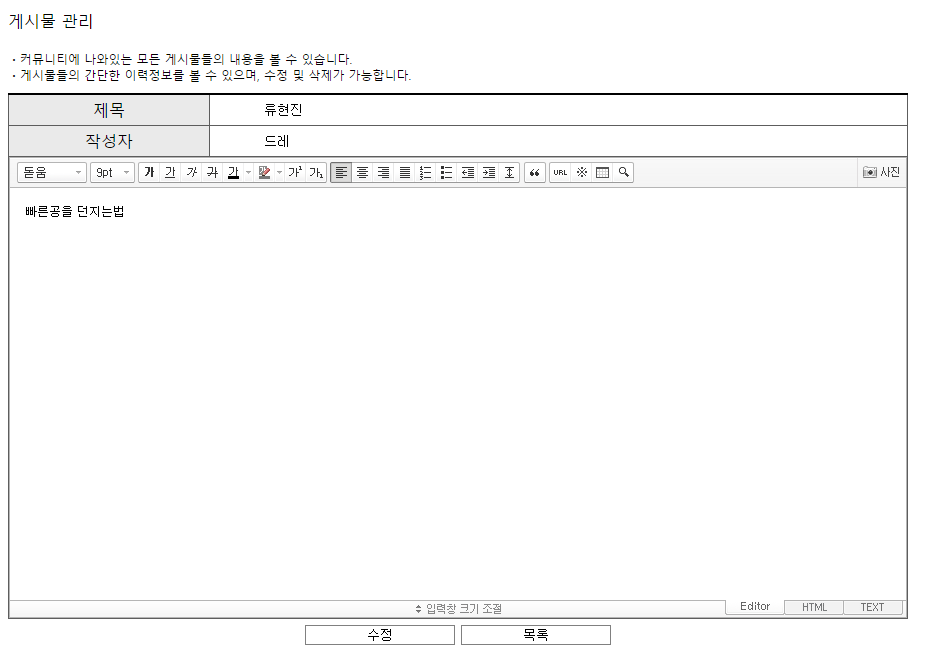 게시물 관리
· 커뮤니티에 나와있는 모든 게시물들의 내용을 볼 수 있습니다.
· 게시물들의 간단한 이력정보를 볼 수 있으며, 수정 및 삭제가 가능합니다.
제목 류현진
작성자 드레
돋움 9pt 가 가 가 가 가 가² 가₁ “ URL ※ 사진
빠른공을 던지는법
입력창 크기 조절 Editor HTML TEXT
수정 목록